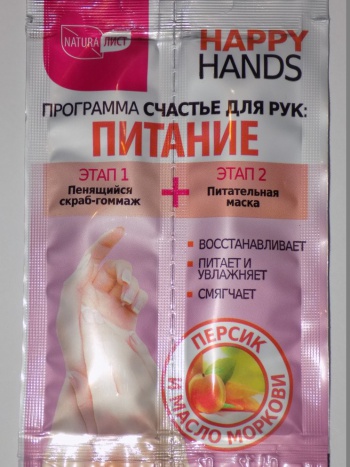 NATURA ЛИСТ
HAPPY
HANDS
ПРОГРАММА СЧАСТЬЕ ДЛЯ РУК:
ПИТАНИЕ
ЭТАП 1
Пенящийся
скраб-гоммаж
+
ЭТАП 2
Питательная
маска
ВОССТАНАВЛИВАЕТ
ПИТАЕТ И
УВЛАЖНЯЕТ
СМЯГЧАЕТ
ПЕРСИК
И МАСЛО МОРКОВИ